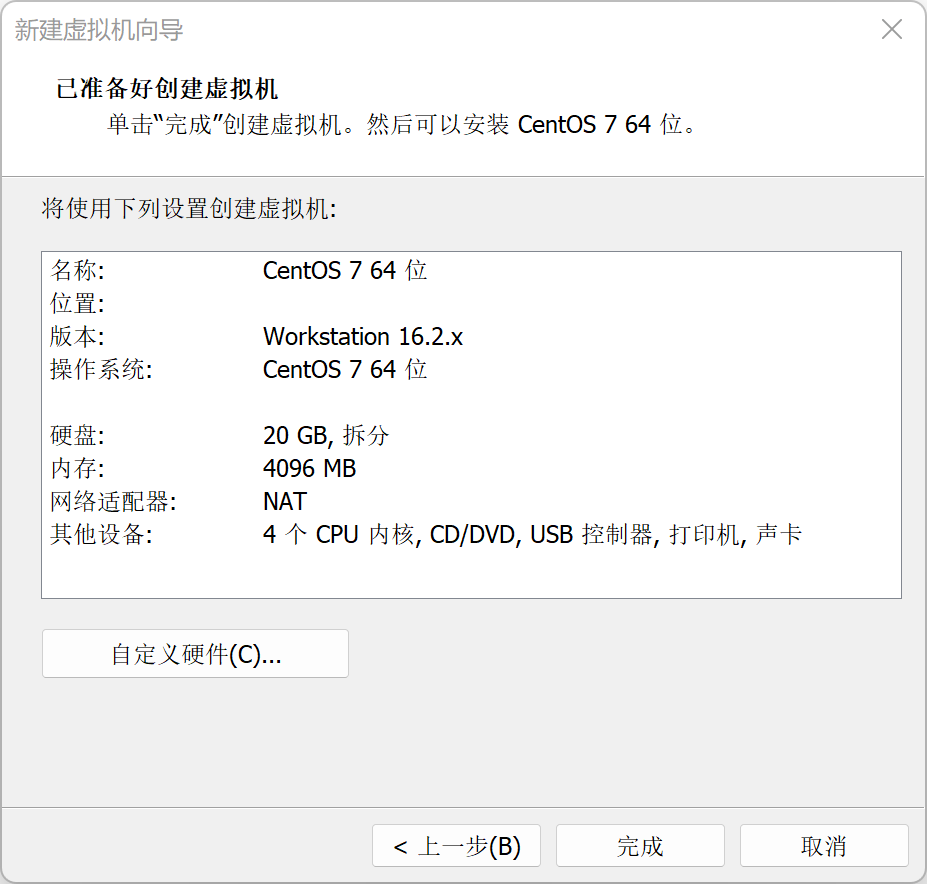 新建虚拟机向导
已准备好创建虚拟机
单击“完成”创建虚拟机。然后可以安装 CentOS 7 64 位。
将使用下列设置创建虚拟机:
名称: CentOS 7 64 位
位置:
版本: Workstation 16.2.x
操作系统: CentOS 7 64 位
硬盘: 20 GB, 拆分
内存: 4096 MB
网络适配器: NAT
其他设备: 4 个 CPU 内核, CD/DVD, USB 控制器, 打印机, 声卡
自定义硬件(C)...
< 上一步(B) 完成 取消